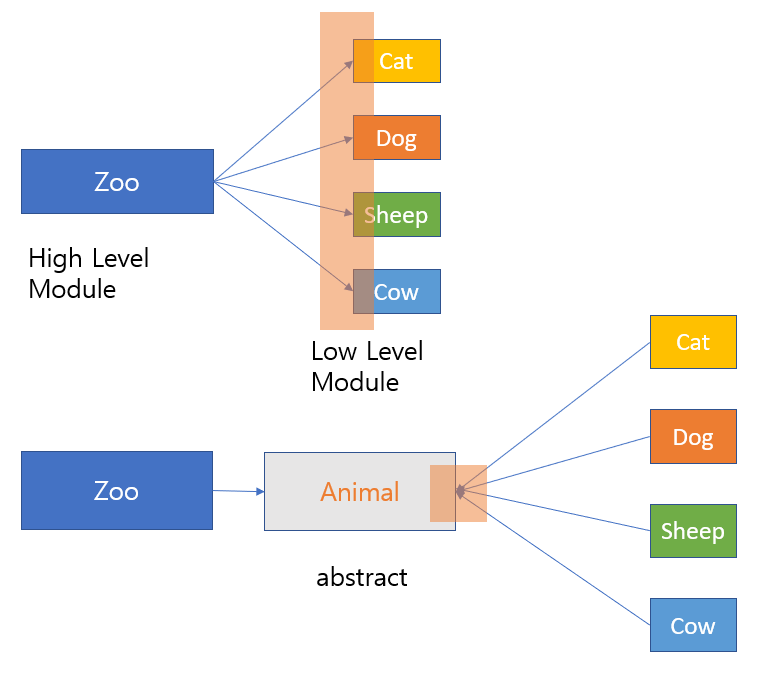 Cat
Dog
Zoo
Sheep
High Level
Module
Cow
Low Level
Module
Cat
Dog
Zoo
Animal
Sheep
abstract
Cow